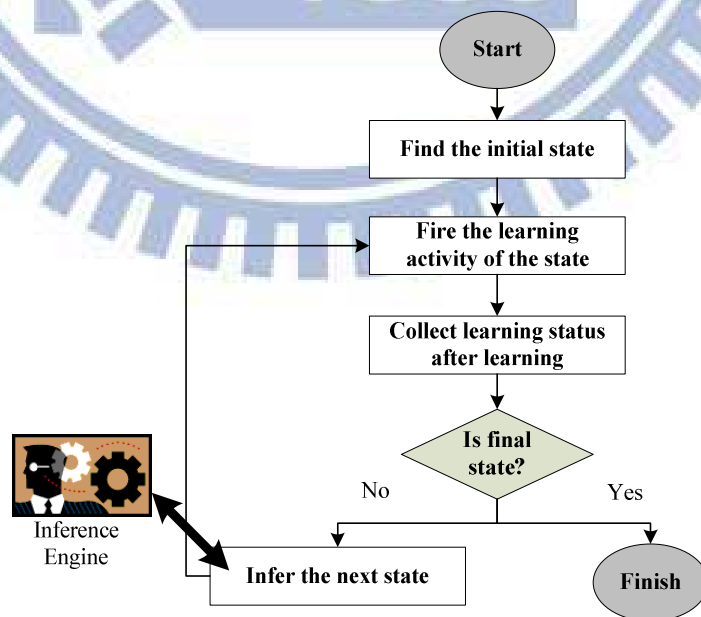 Start
Find the initial state
Fire the learning
activity of the state
Collect learning status
after learning
Is final
state?
No
Yes
Inference
Engine
Infer the next state
Finish